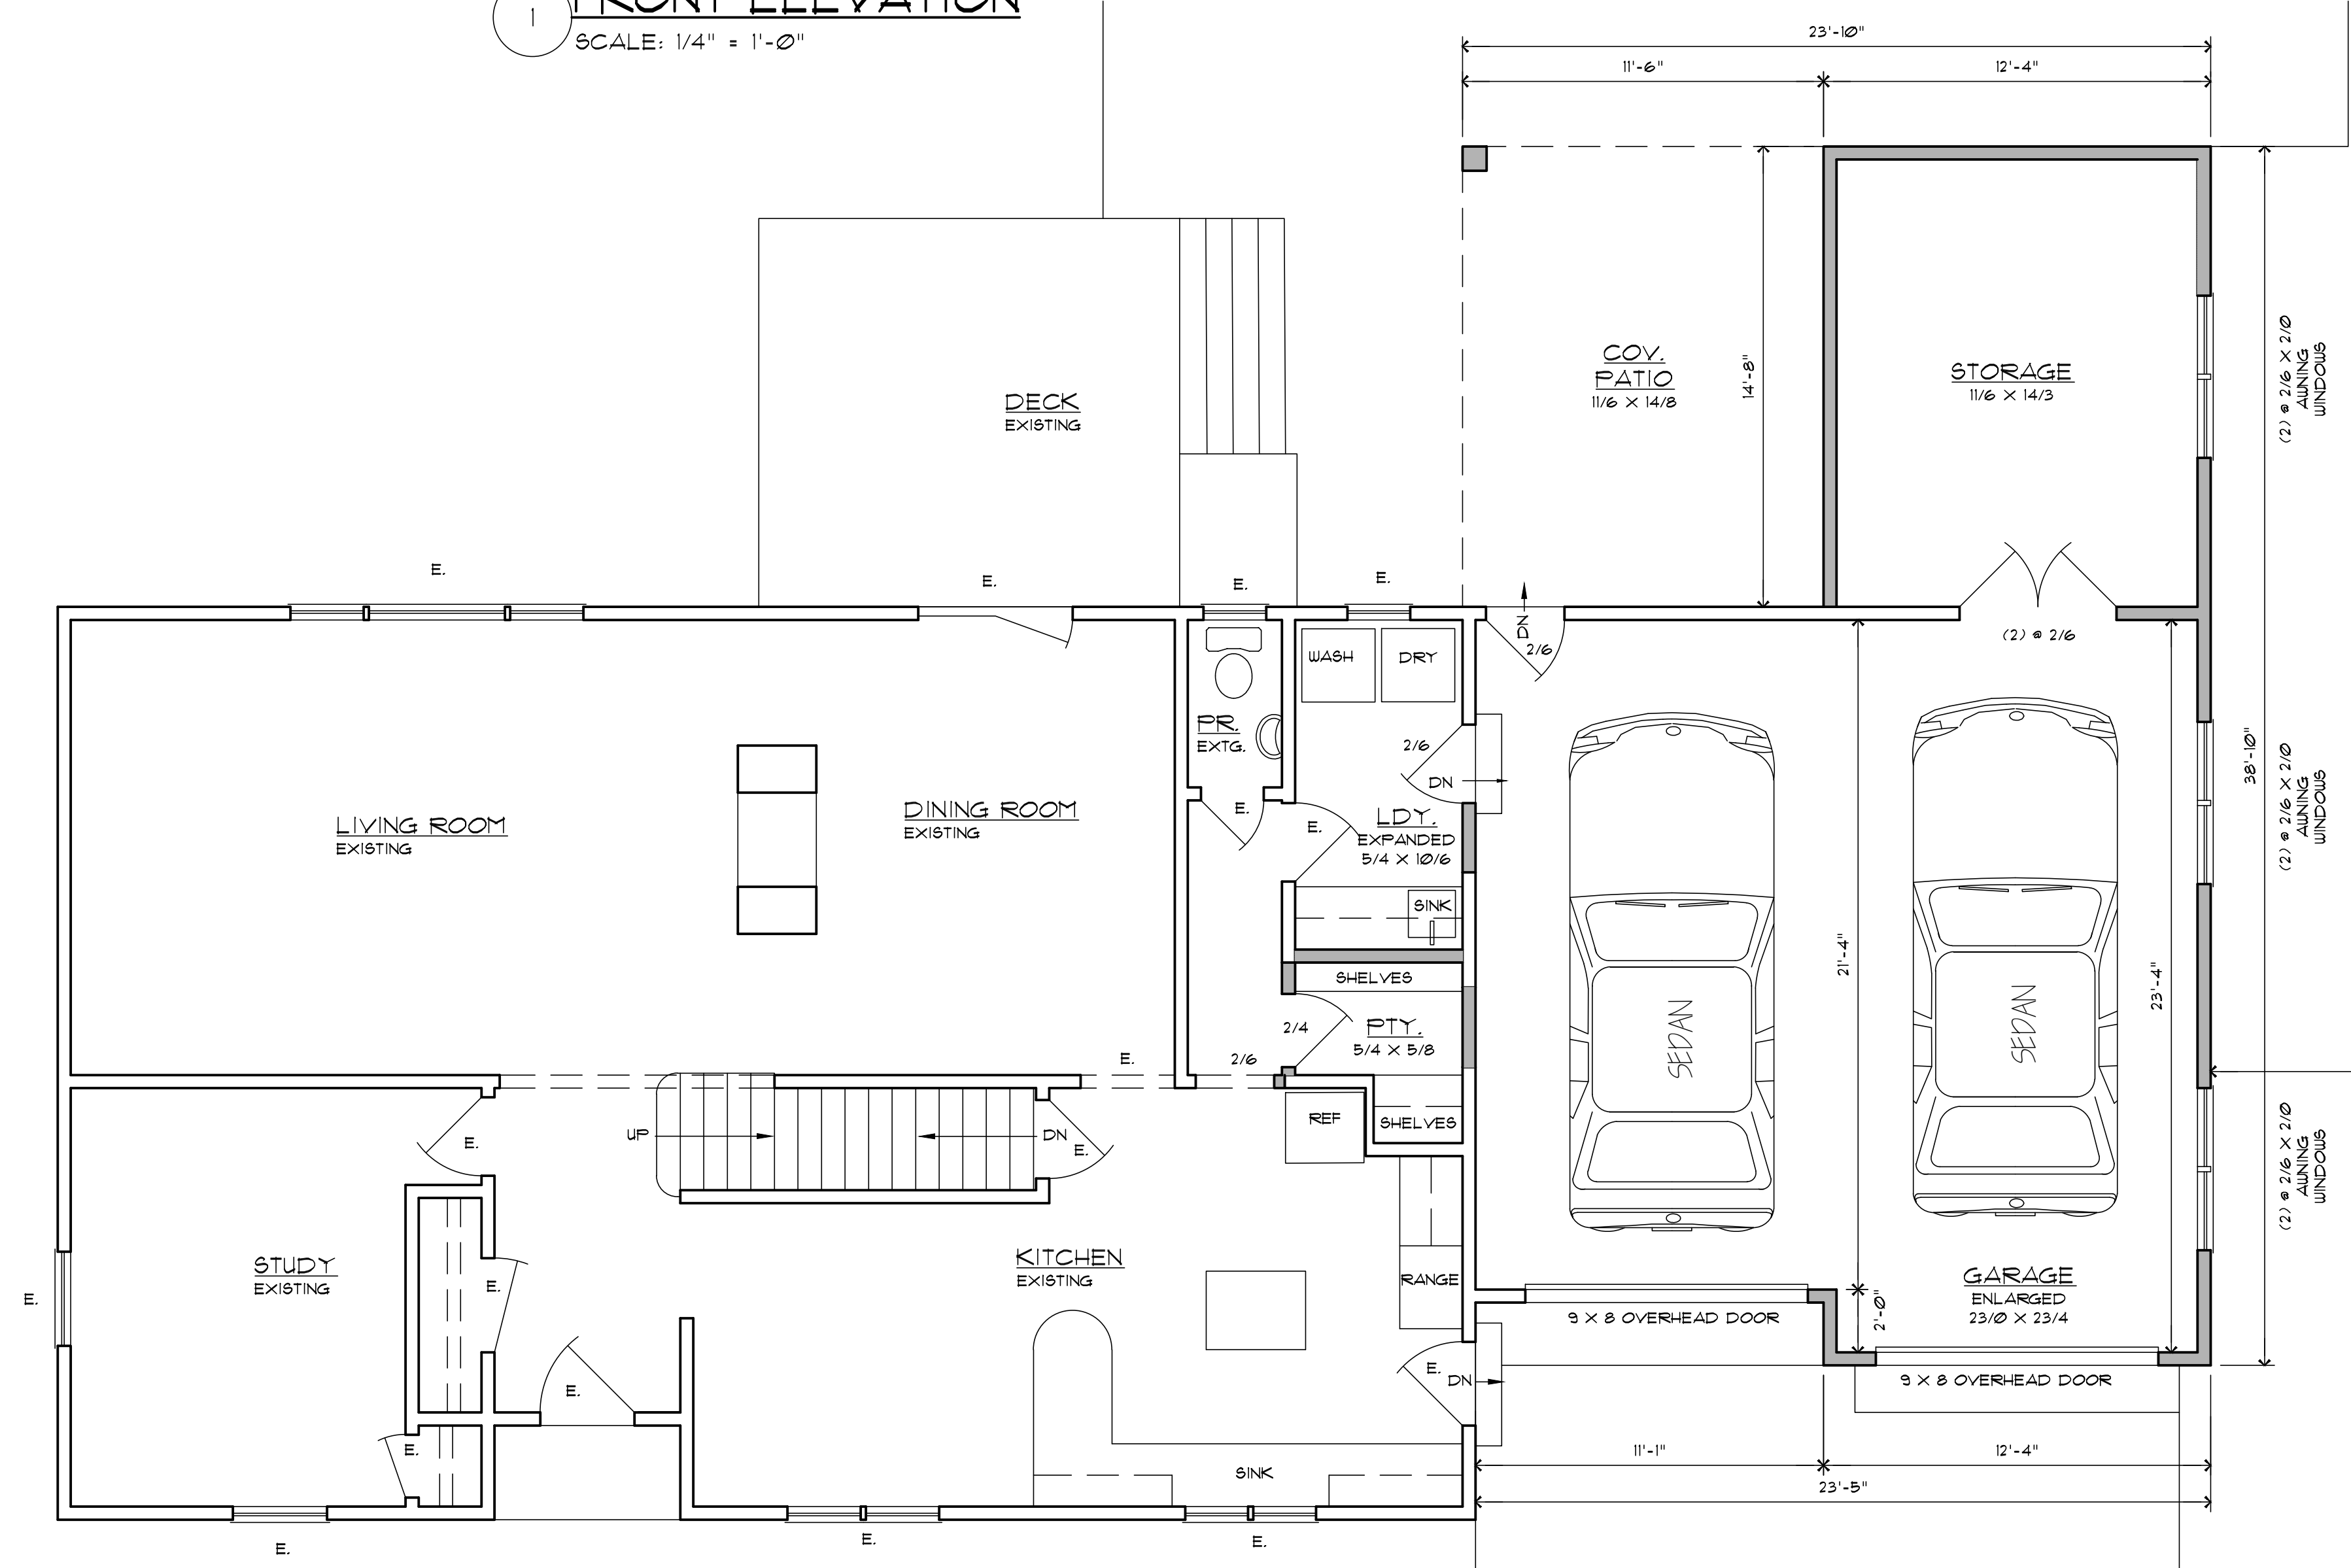 1
FRONT ELEVATION
SCALE: 1/4" = 1'-0"
23'-10"
11'-6"
12'-4"
COV.
PATIO
11/6 X 14/8
14'-8"
STORAGE
11/6 X 14/3
(2) @ 2/6 X 2/0
AWNING
WINDOWS
DECK
EXISTING
E.
E.
E.
E.
DN
2/6
(2) @ 2/6
WASH
DRY
PR.
EXTG.
2/6
DN
38'-10"
(2) @ 2/6 X 2/0
AWNING
WINDOWS
LIVING ROOM
EXISTING
DINING ROOM
EXISTING
E.
E.
LDY.
EXPANDED
5/4 X 10/6
SINK
21'-4"
23'-4"
SHELVES
2/4
PTY.
5/4 X 5/8
SEDAN
SEDAN
E.
2/6
REF
SHELVES
UP
DN
E.
E.
(2) @ 2/6 X 2/0
AWNING
WINDOWS
STUDY
EXISTING
E.
E.
KITCHEN
EXISTING
RANGE
GARAGE
ENLARGED
23/0 X 23/4
9 X 8 OVERHEAD DOOR
2'-0"
E.
E.
DN
9 X 8 OVERHEAD DOOR
E.
SINK
11'-1"
12'-4"
23'-5"
E.
E.
E.